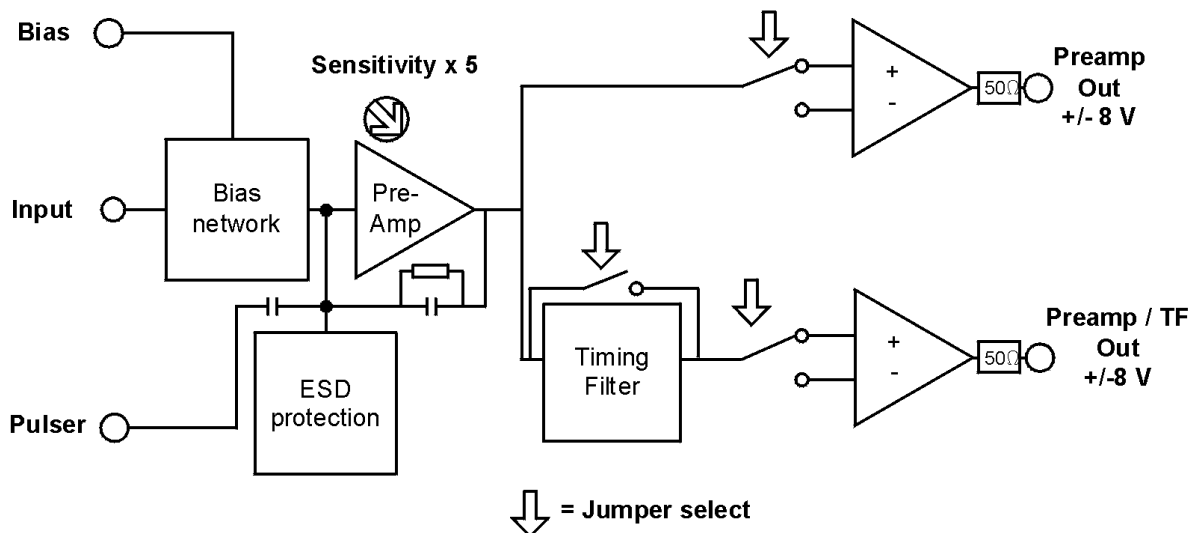 Bias
Sensitivity x 5
Preamp
Out
+/- 8 V
+
-
50Ω
Input
Bias
network
Pre-
Amp
Timing
Filter
Preamp / TF
Out
+/-8 V
+
-
50Ω
Pulser
ESD
protection
= Jumper select